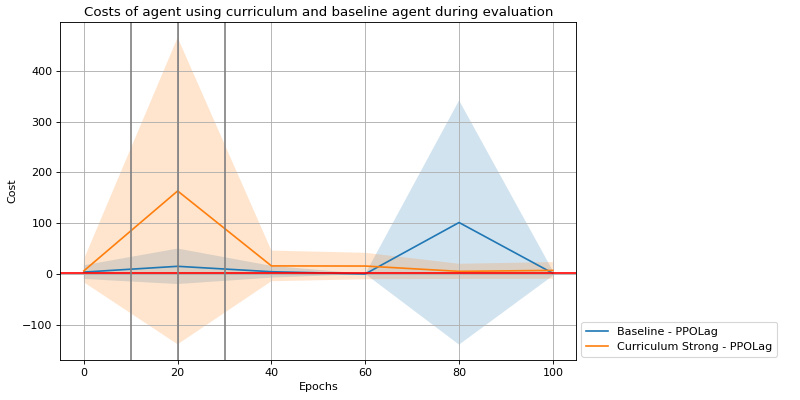 Costs of agent using curriculum and baseline agent during evaluation
400
300
200
100
0
−100
Cost
0 20 40 60 80 100
Epochs
Baseline - PPOLag
Curriculum Strong - PPOLag